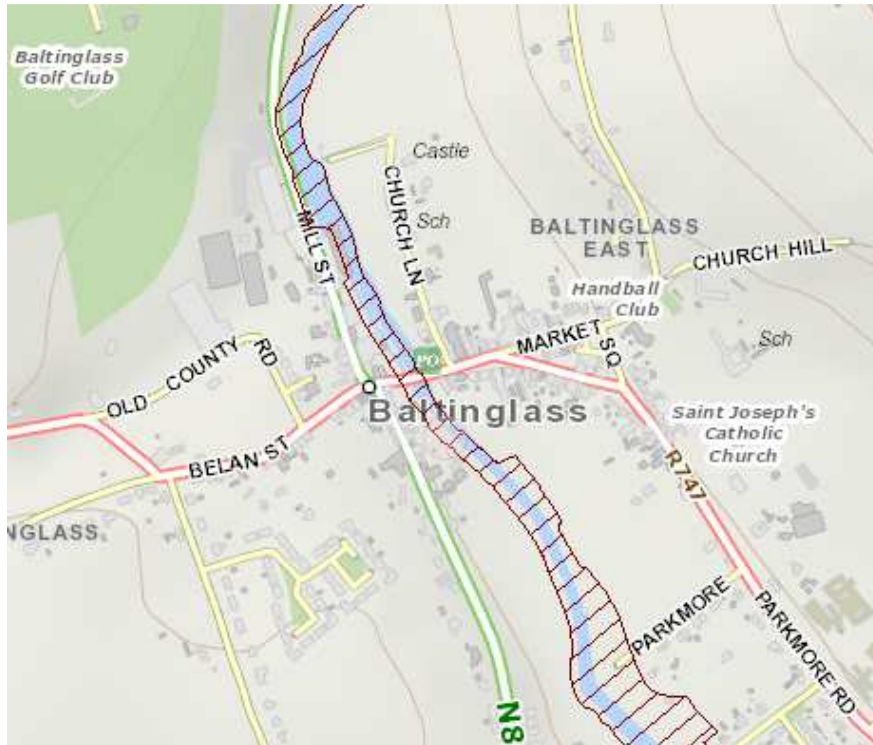 Baltinglass
Golf Club
Castle
CHURCH LN
Sch
MILL ST
BALTINGLASS
EAST
CHURCH HILL
Handball
Club
MARKET SQ
Sch
OLD COUNTY RD
PO
Baltinglass
Saint Joseph's
Catholic
Church
BELAN ST
R747
NGLASS
PARKMORE
PARKMORE RD
N8